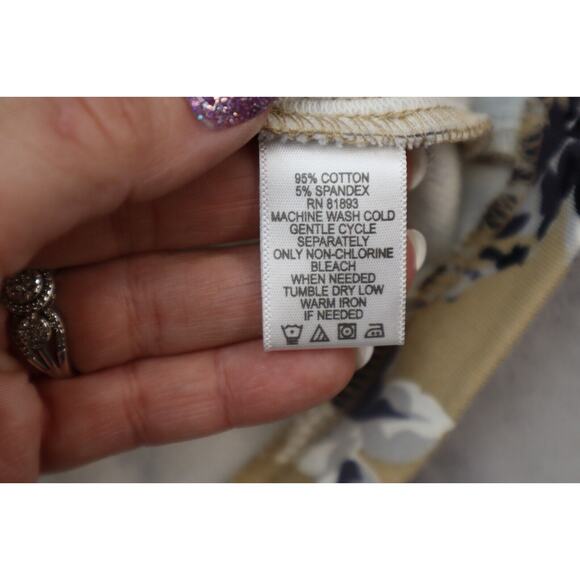 95% COTTON
5% SPANDEX
RN 81893
MACHINE WASH COLD
GENTLE CYCLE
SEPARATELY
ONLY NON-CHLORINE
BLEACH
WHEN NEEDED
TUMBLE DRY LOW
WARM IRON
IF NEEDED